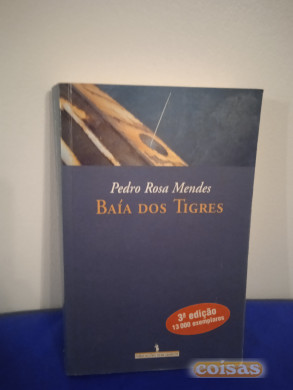 Pedro Rosa Mendes
BAÍA DOS TIGRES
3ª edição
13 000 exemplares
coisas